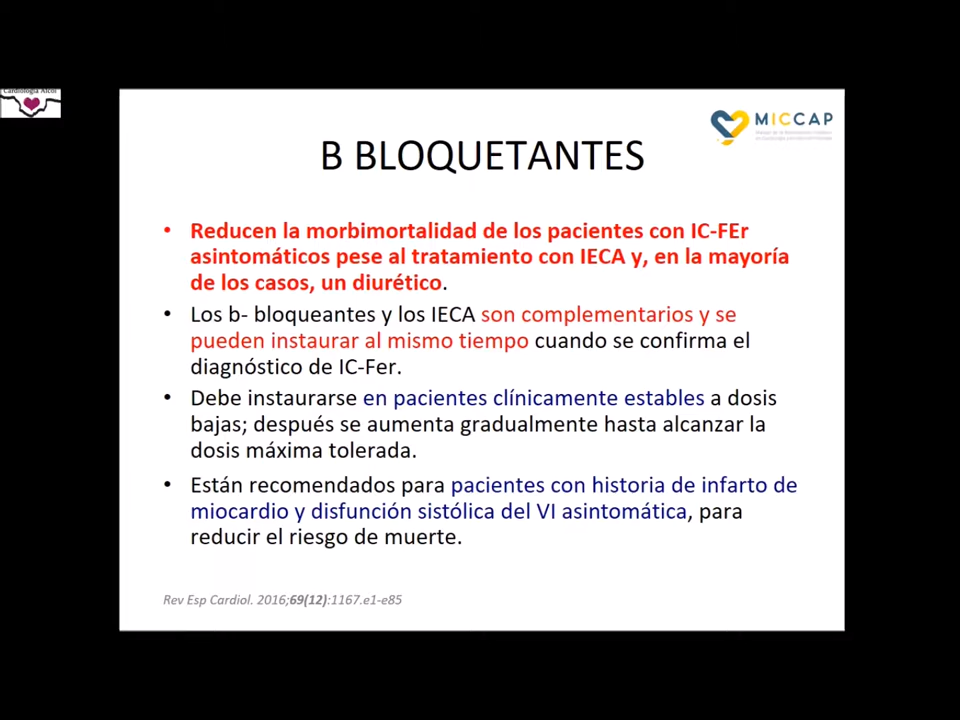 Cardiología Alcoi
MICCAP
B BLOQUETANTES
• Reducen la morbimortalidad de los pacientes con IC-FEr
asintomáticos pese al tratamiento con IECA y, en la mayoría
de los casos, un diurético.
• Los b- bloqueantes y los IECA son complementarios y se
pueden instaurar al mismo tiempo cuando se confirma el
diagnóstico de IC-Fer.
• Debe instaurarse en pacientes clínicamente estables a dosis
bajas; después se aumenta gradualmente hasta alcanzar la
dosis máxima tolerada.
• Están recomendados para pacientes con historia de infarto de
miocardio y disfunción sistólica del VI asintomática, para
reducir el riesgo de muerte.
Rev Esp Cardiol. 2016;69(12):1167.e1-e85